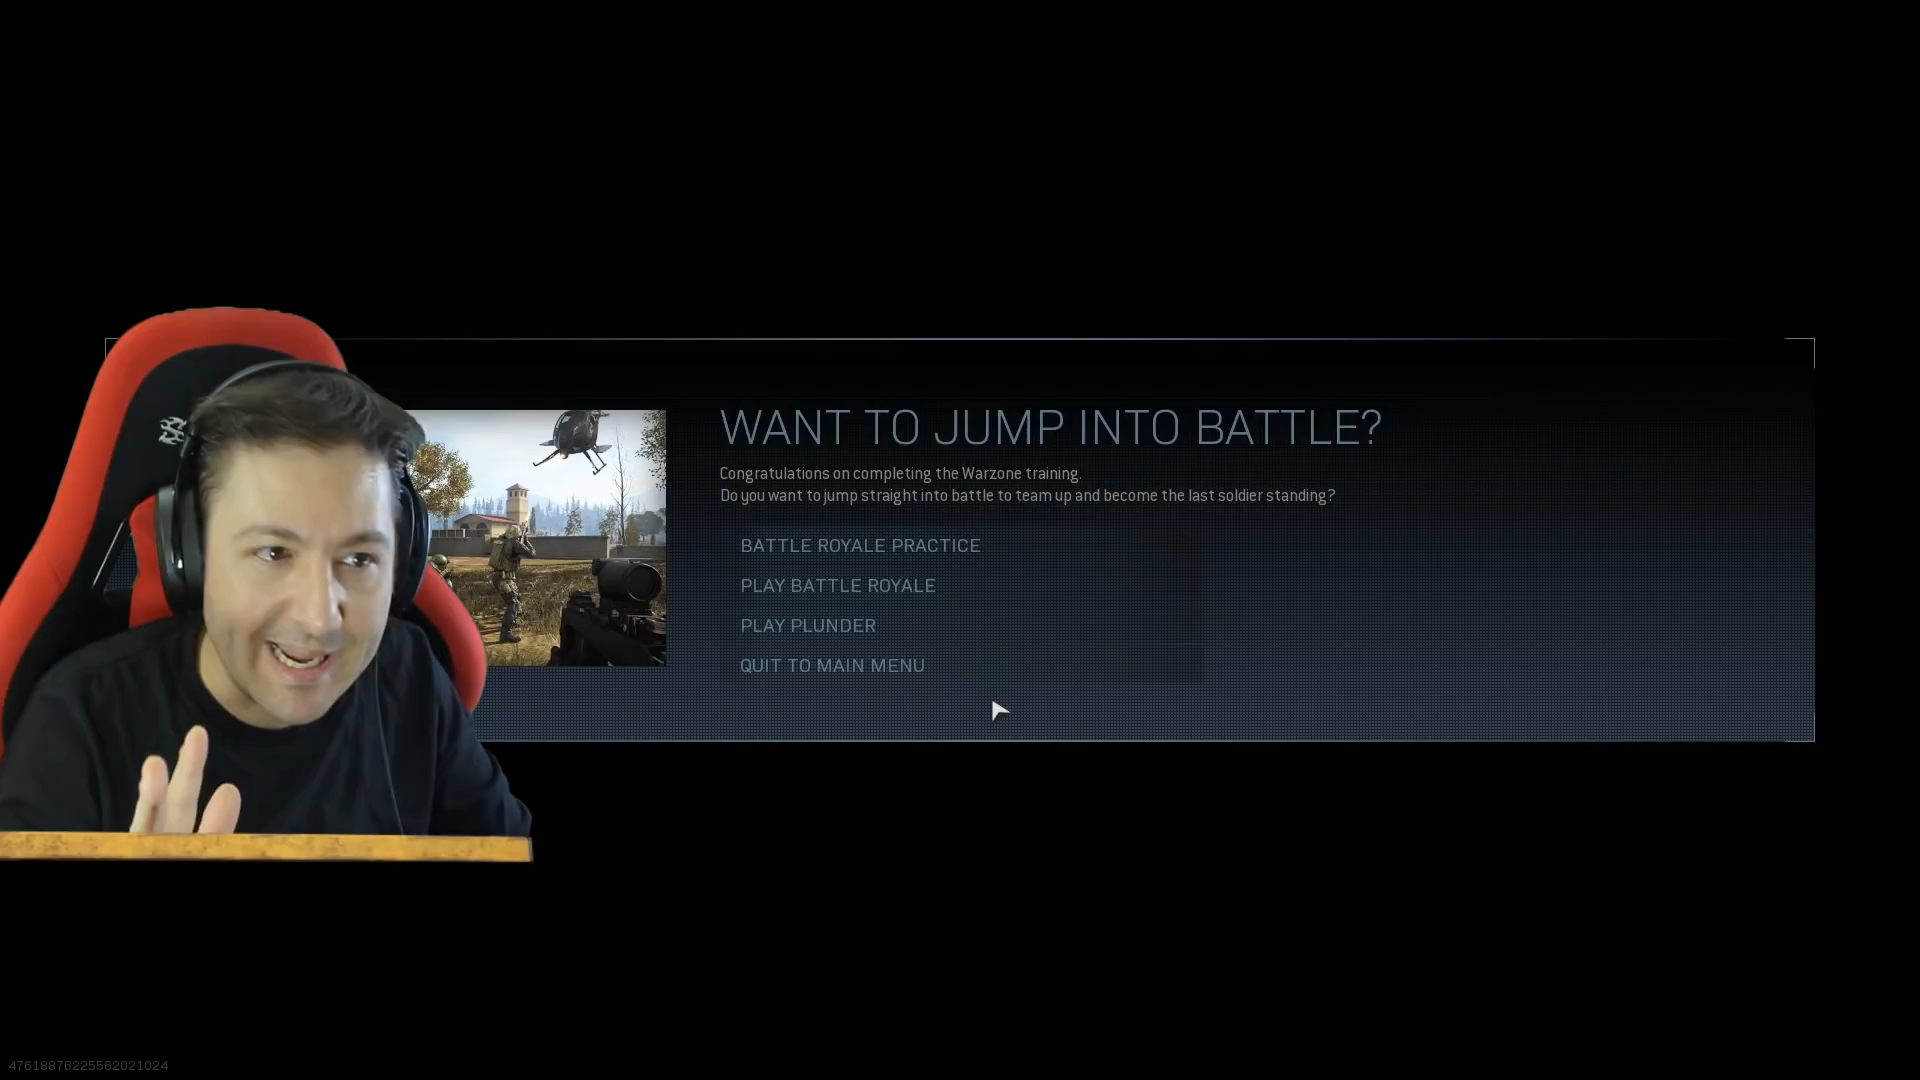 WANT TO JUMP INTO BATTLE?
Congratulations on completing the Warzone training.
Do you want to jump straight into battle to team up and become the last soldier standing?
BATTLE ROYALE PRACTICE
PLAY BATTLE ROYALE
PLAY PLUNDER
QUIT TO MAIN MENU
47618876225562021024